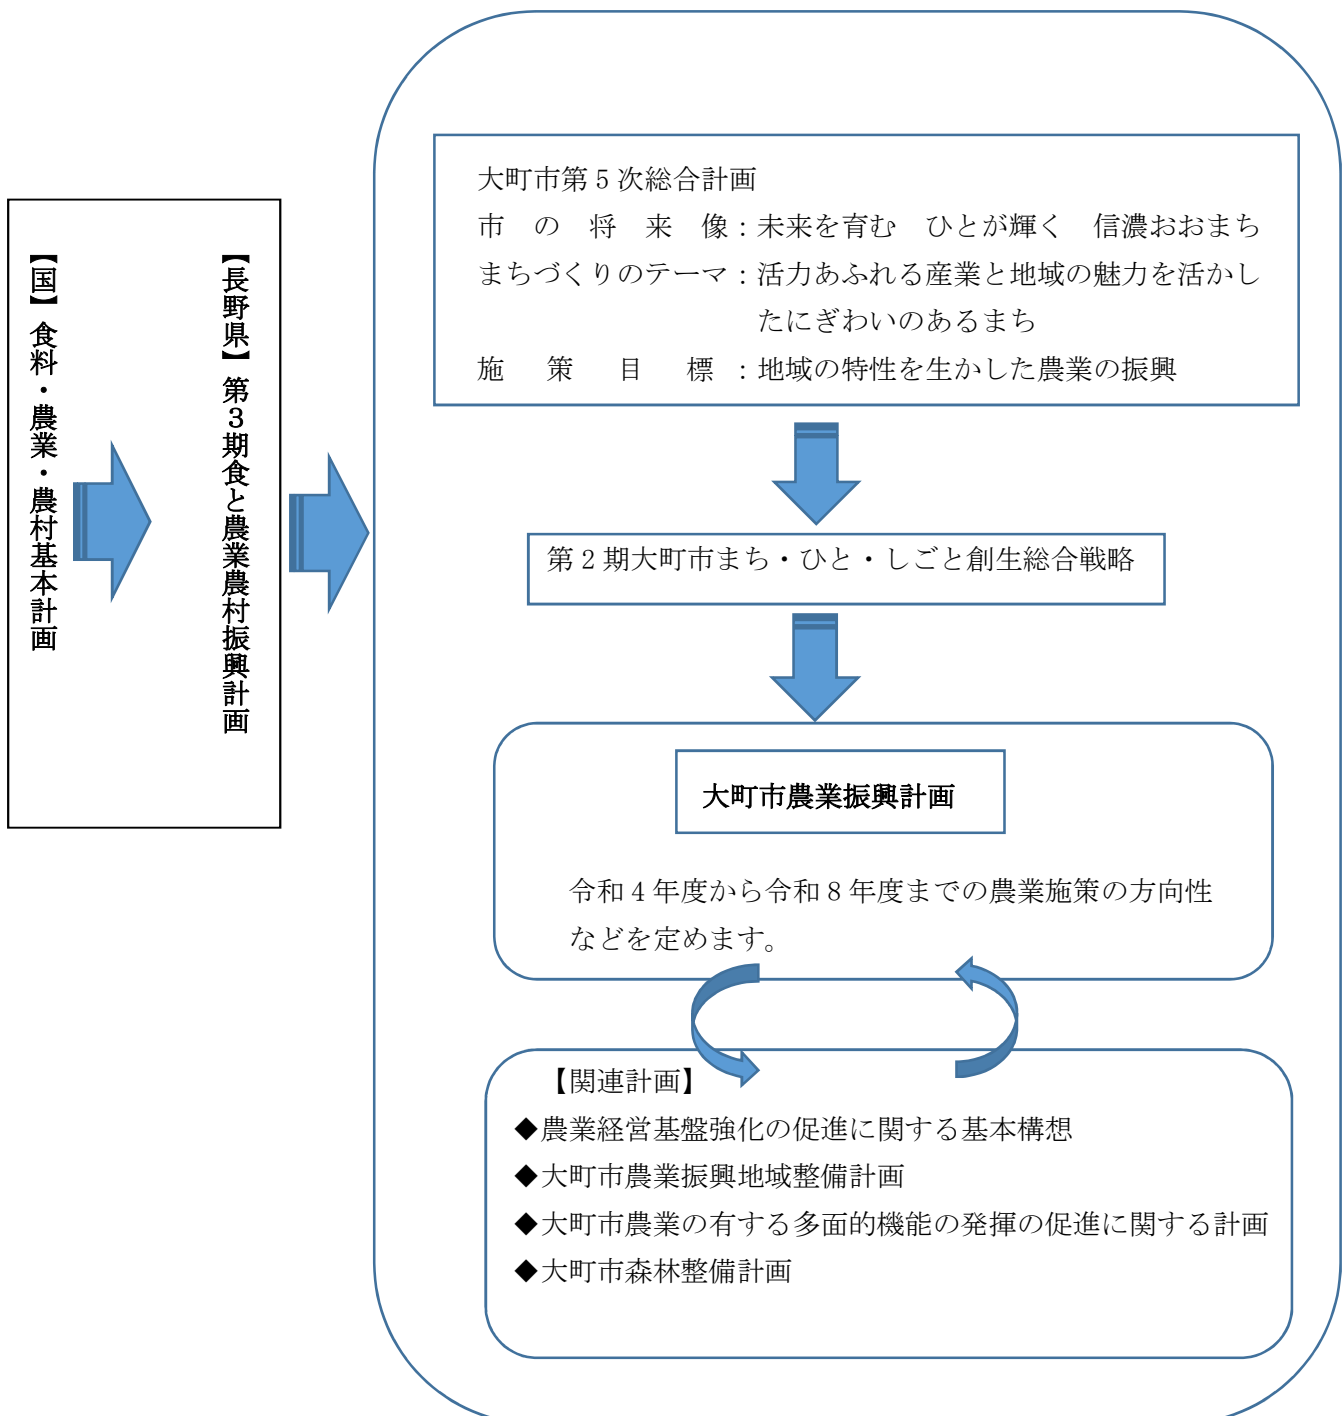 【国】食料・農業・農村基本計画
【長野県】第３期食と農業農村振興計画
大町市第５次総合計画
市の将来像：未来を育む　ひとが輝く　信濃おおまち
まちづくりのテーマ：活力あふれる産業と地域の魅力を活かし
たにぎわいのあるまち
施策目標：地域の特性を生かした農業の振興
第２期大町市まち・ひと・しごと創生総合戦略
大町市農業振興計画
令和４年度から令和８年度までの農業施策の方向性
などを定めます。
【関連計画】
◆農業経営基盤強化の促進に関する基本構想
◆大町市農業振興地域整備計画
◆大町市農業の有する多面的機能の発揮の促進に関する計画
◆大町市森林整備計画